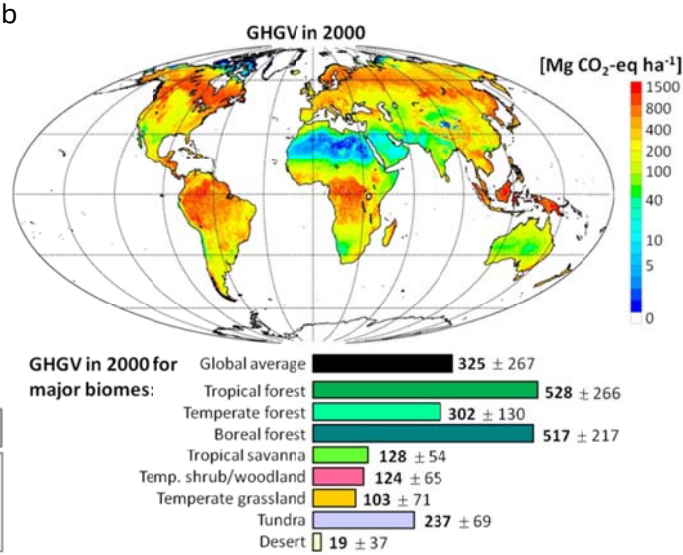 b
GHGV in 2000
[Mg CO₂-eq ha⁻¹]
1500
800
400
200
100
40
10
5
0
GHGV in 2000 for
major biomes:
Global average 325 ± 267
Tropical forest 528 ± 266
Temperate forest 302 ± 130
Boreal forest 517 ± 217
Tropical savanna 128 ± 54
Temp. shrub/woodland 124 ± 65
Temperate grassland 103 ± 71
Tundra 237 ± 69
Desert 19 ± 37